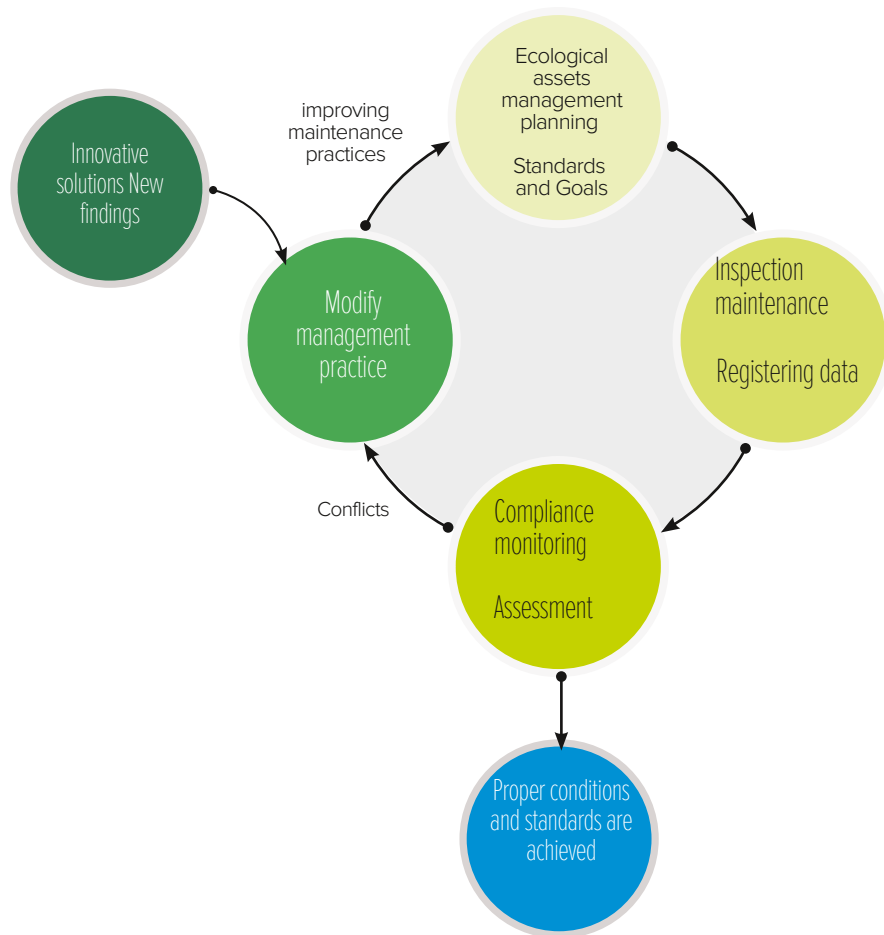 Ecological
assets
management
planning
Standards
and Goals
improving
maintenance
practices
Innovative
solutions New
findings
Inspection
maintenance
Registering data
Modify
management
practice
Conflicts
Compliance
monitoring
Assessment
Proper conditions
and standards are
achieved